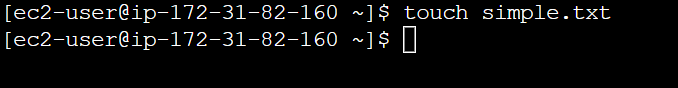 [ec2-user@ip-172-31-82-160 ~]$ touch simple.txt
[ec2-user@ip-172-31-82-160 ~]$